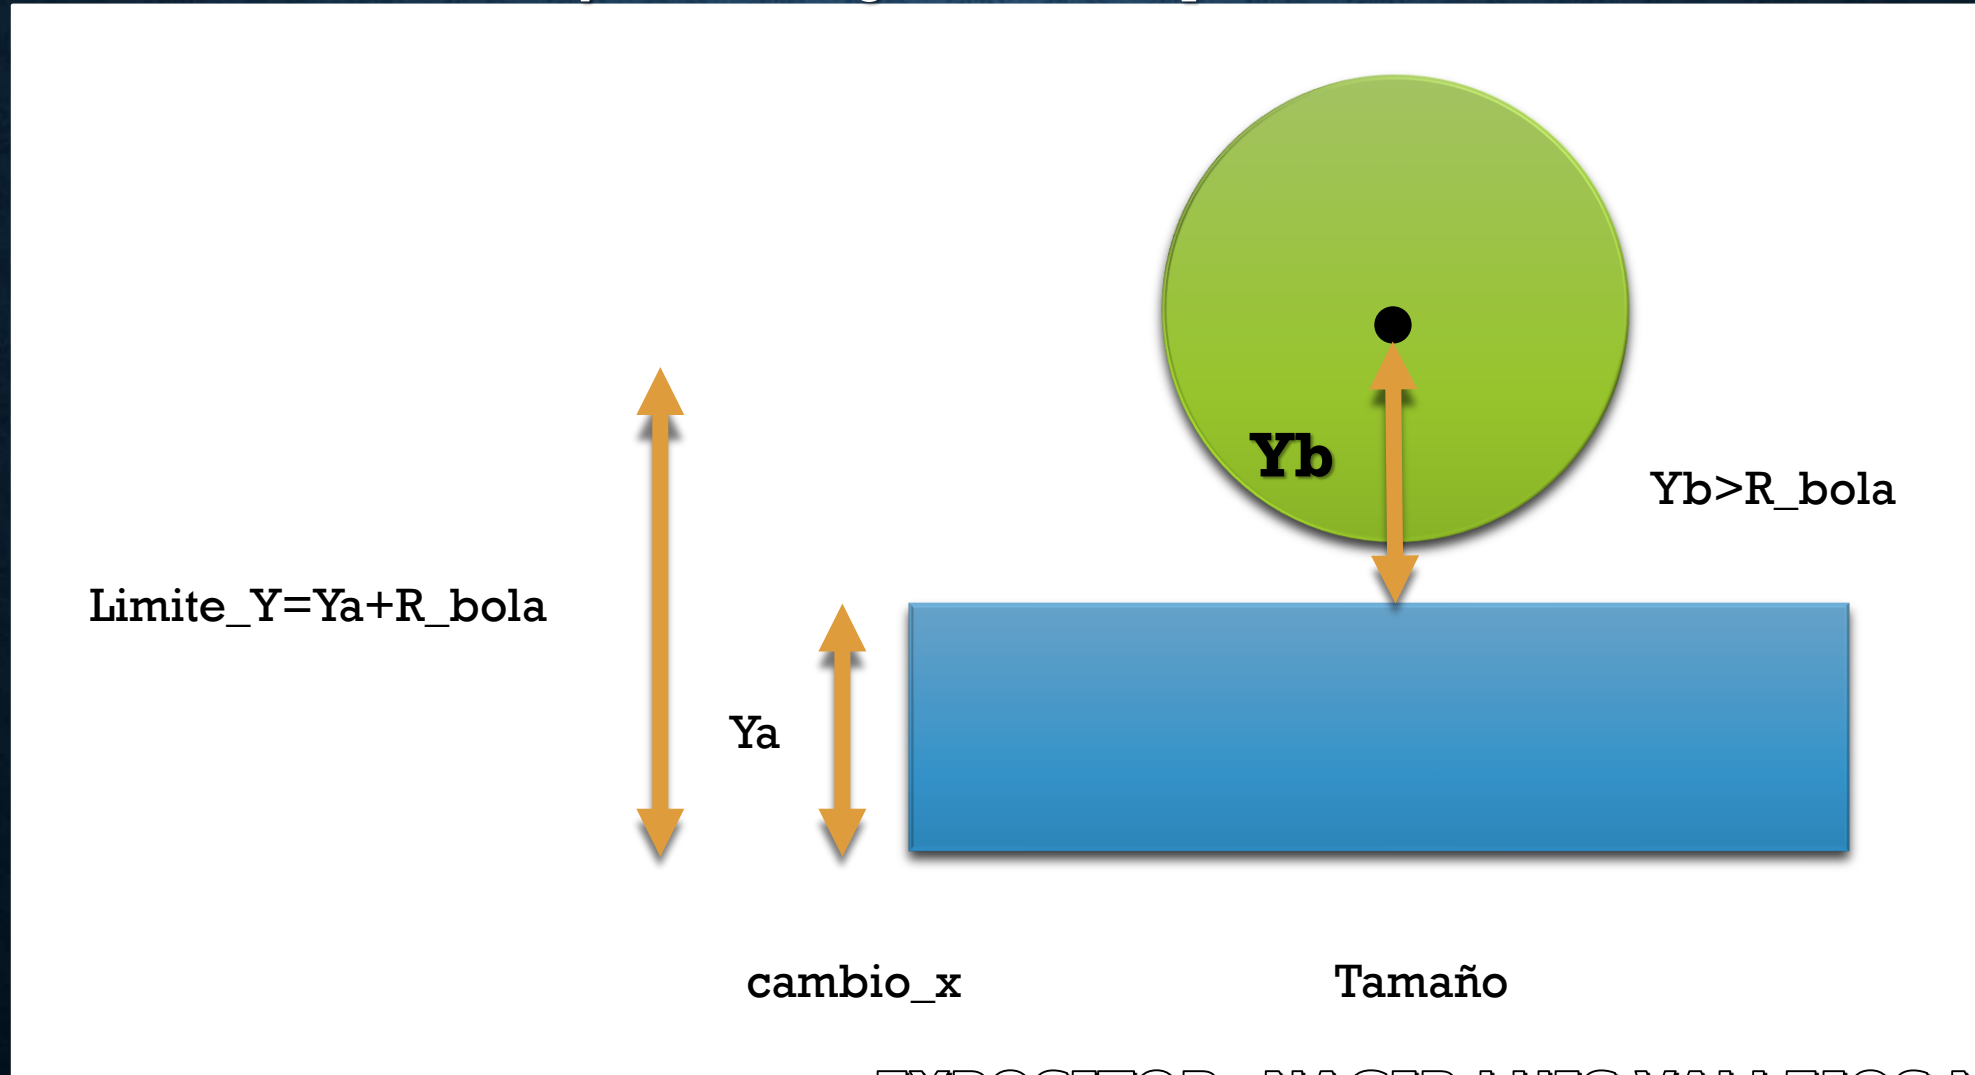 Yb
Yb>R_bola
Limite_Y=Ya+R_bola
Ya
cambio_x
Tamaño